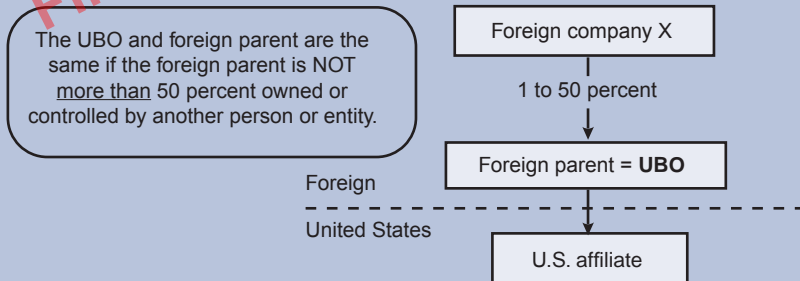 The UBO and foreign parent are the
same if the foreign parent is NOT
more than 50 percent owned or
controlled by another person or entity.
Foreign company X
1 to 50 percent
Foreign parent = UBO
Foreign
United States
U.S. affiliate